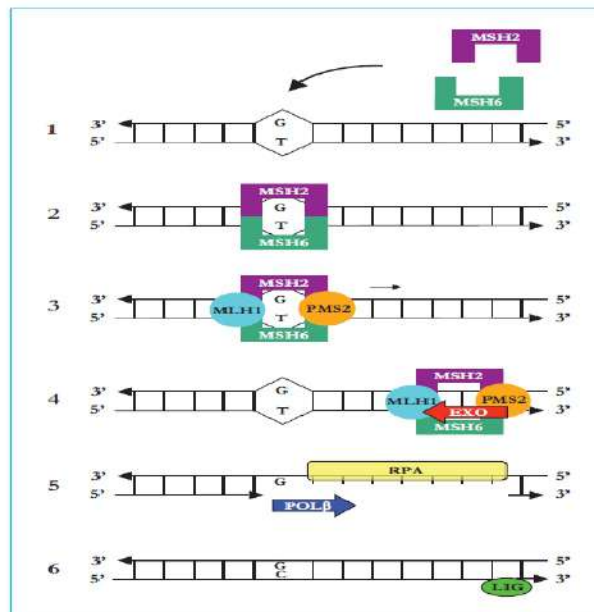 MSH2
MSH6
1
3' G 5'
5' T 3'
2
MSH2
3' G 5'
5' T 3'
MSH6
3
MSH2
3' MLH1 G PMS2 5'
5' T 3'
MSH6
4
MSH2
3' G MLH1 PMS2 5'
5' T EXO 3'
MSH6
5
RPA
3' G 5'
5' 3'
POLβ
6
3' G 5'
5' C 3'
LIG